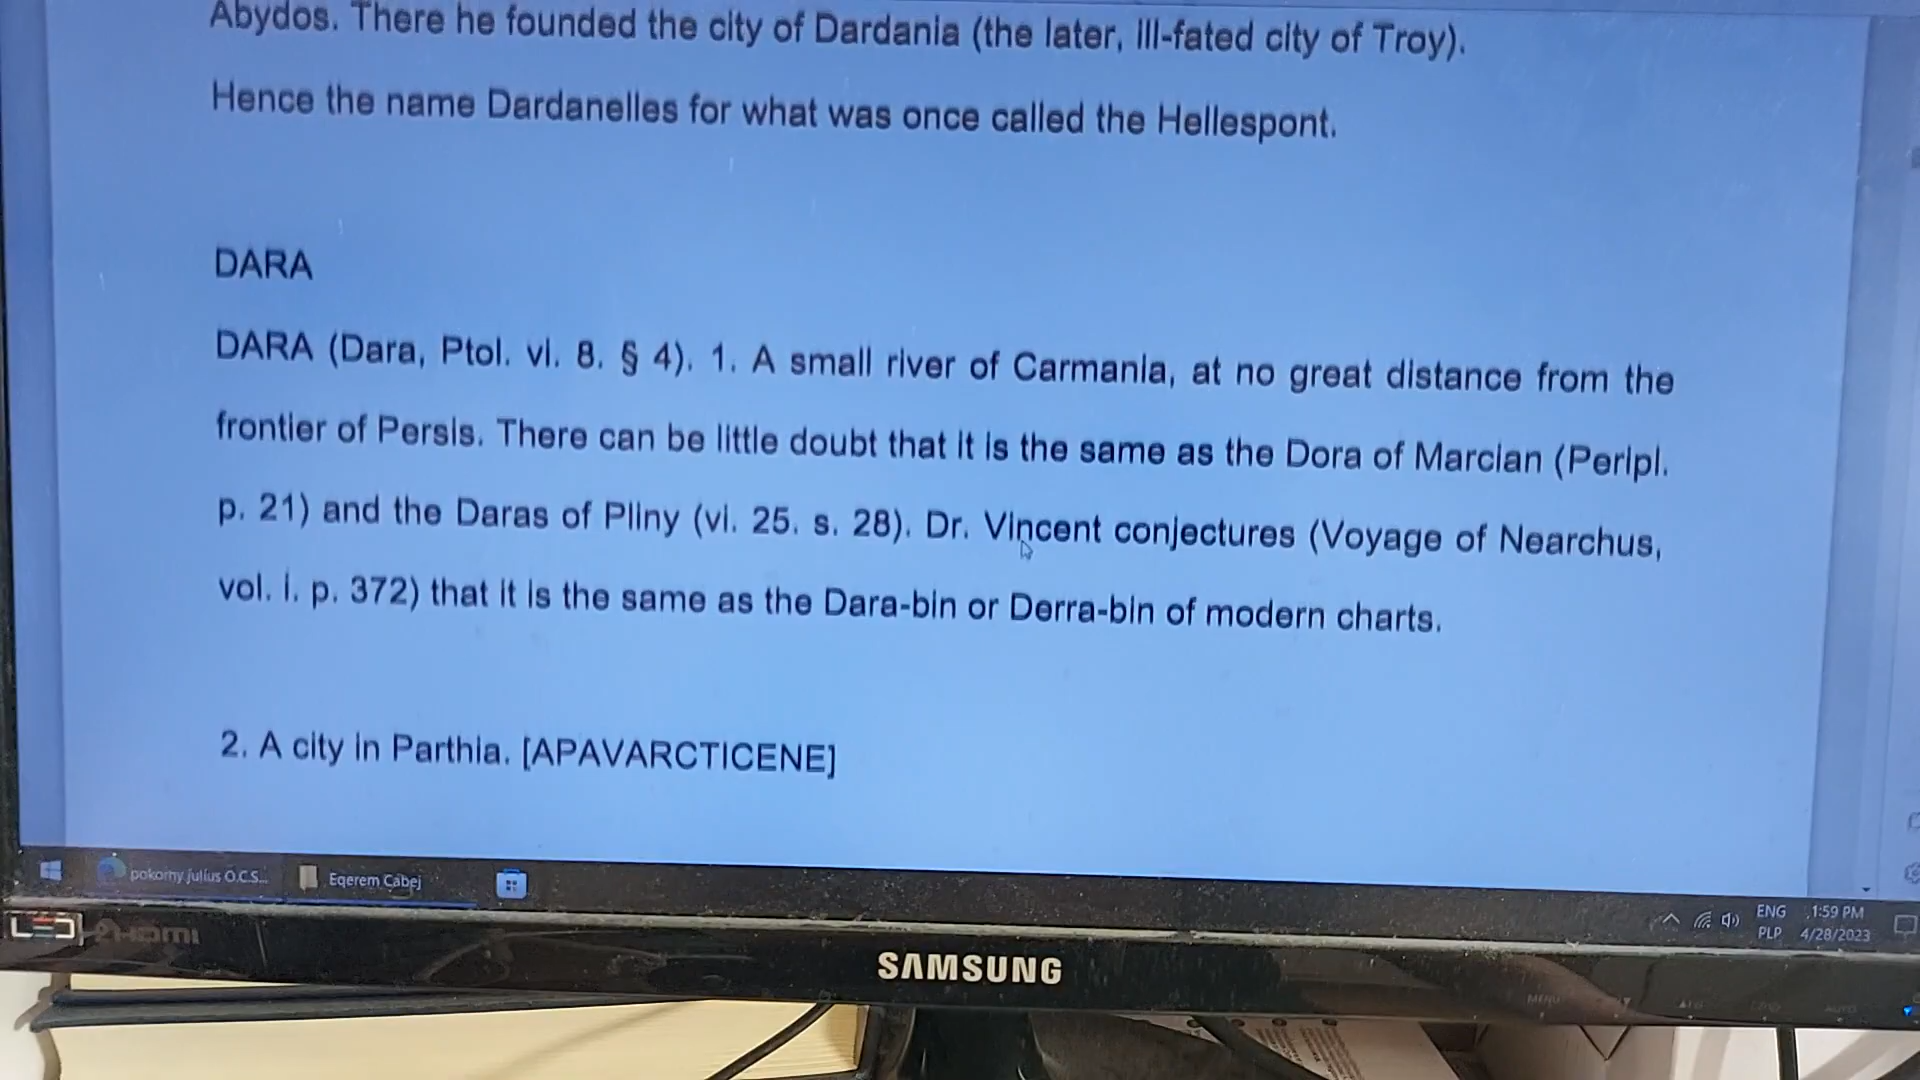 Abydos. There he founded the city of Dardania (the later, ill-fated city of Troy).
Hence the name Dardanelles for what was once called the Hellespont.
DARA
DARA (Dara, Ptol. vi. 8. § 4). 1. A small river of Carmania, at no great distance from the
frontier of Persis. There can be little doubt that it is the same as the Dora of Marcian (Peripl.
p. 21) and the Daras of Pliny (vi. 25. s. 28). Dr. Vincent conjectures (Voyage of Nearchus,
vol. i. p. 372) that it is the same as the Dara-bin or Derra-bin of modern charts.
2. A city in Parthia. [APAVARCTICENE]
pokorny julius O.C.S...
Eqerem Cabej
ENG
PLP
1:59 PM
4/28/2023
LED
HDMI
SAMSUNG
MENU
AUTO